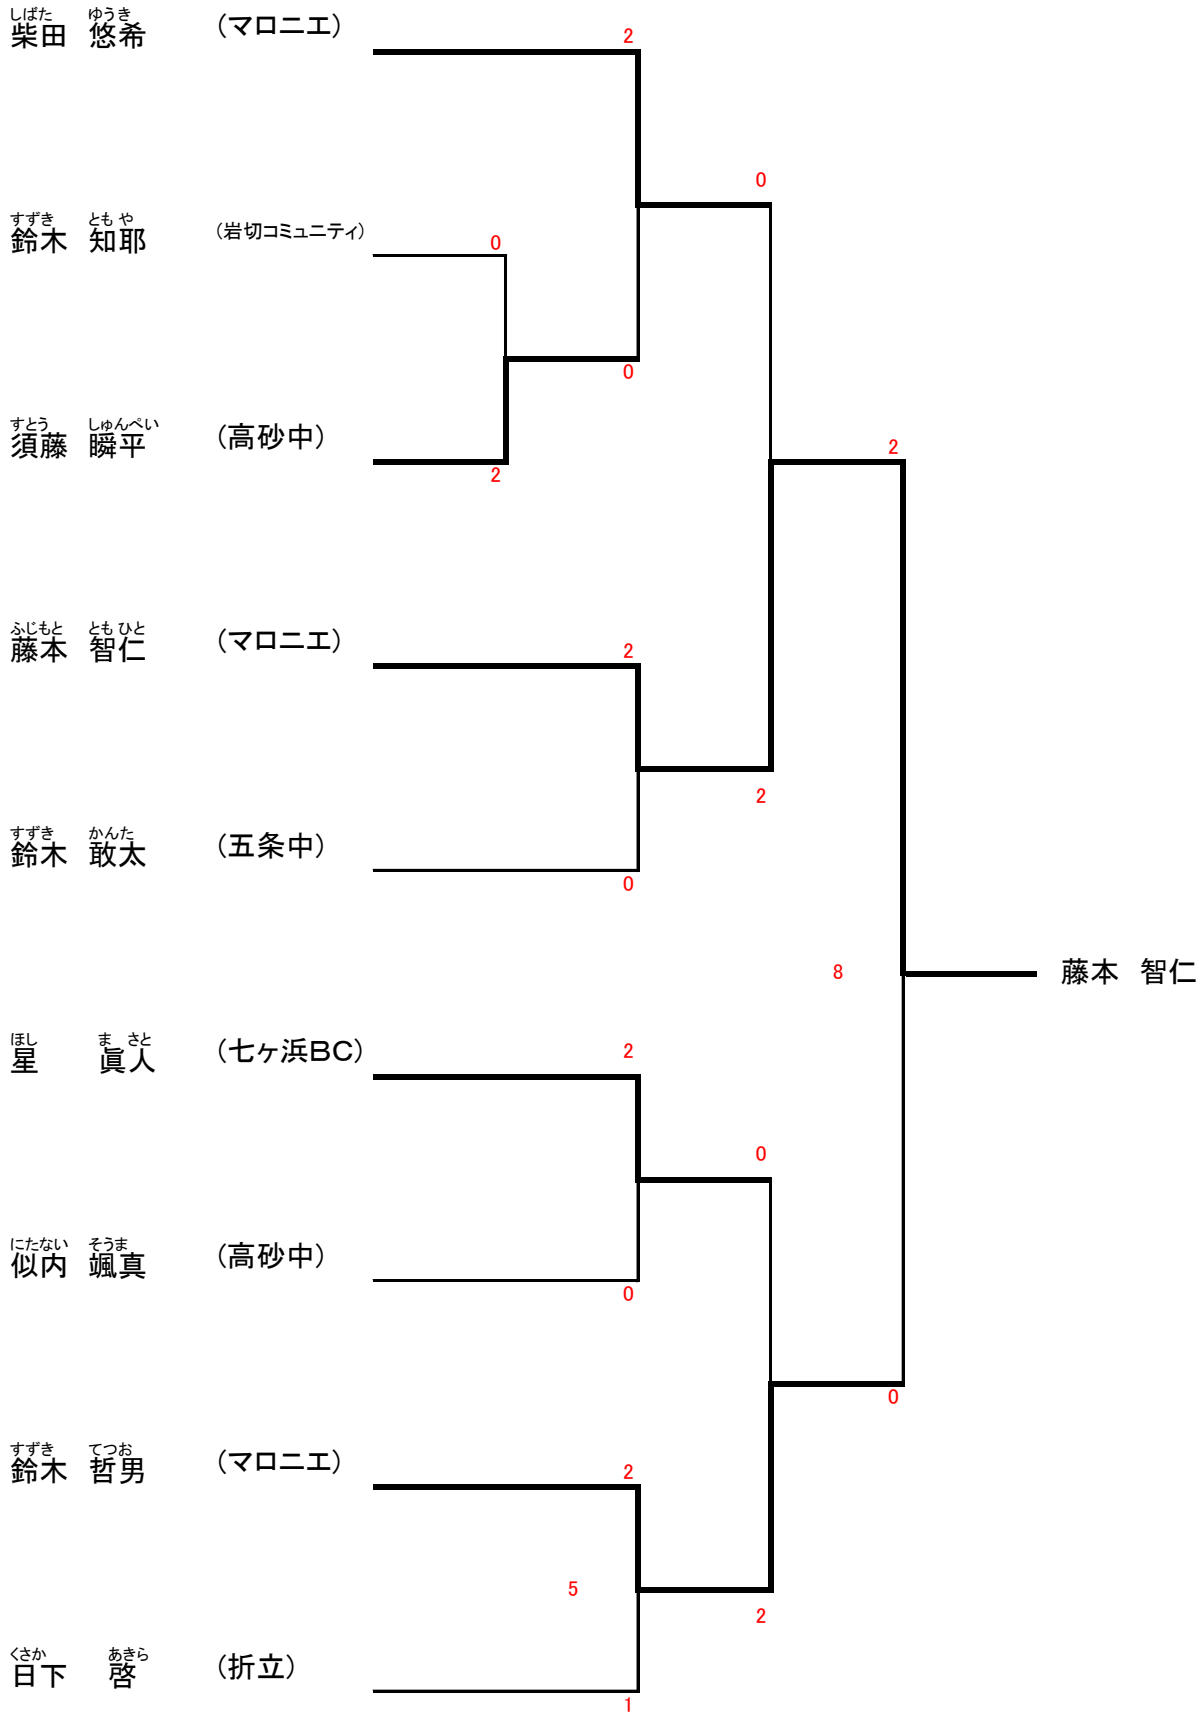 しばた ゆうき
柴田 悠希 (マロニエ)
2
0
すずき ともや
鈴木 知耶 (岩切コミュニティ)
0
0
すとう しゅんぺい
須藤 瞬平 (高砂中)
2
2
ふじもと ともひと
藤本 智仁 (マロニエ)
2
2
すずき かんた
鈴木 敢太 (五条中)
0
8 藤本 智仁
ほし まさと
星 眞人 (七ヶ浜BC)
2
0
にたない そうま
似内 颯真 (高砂中)
0
0
すずき てつお
鈴木 哲男 (マロニエ)
2
5
2
くさか あきら
日下 啓 (折立)
1